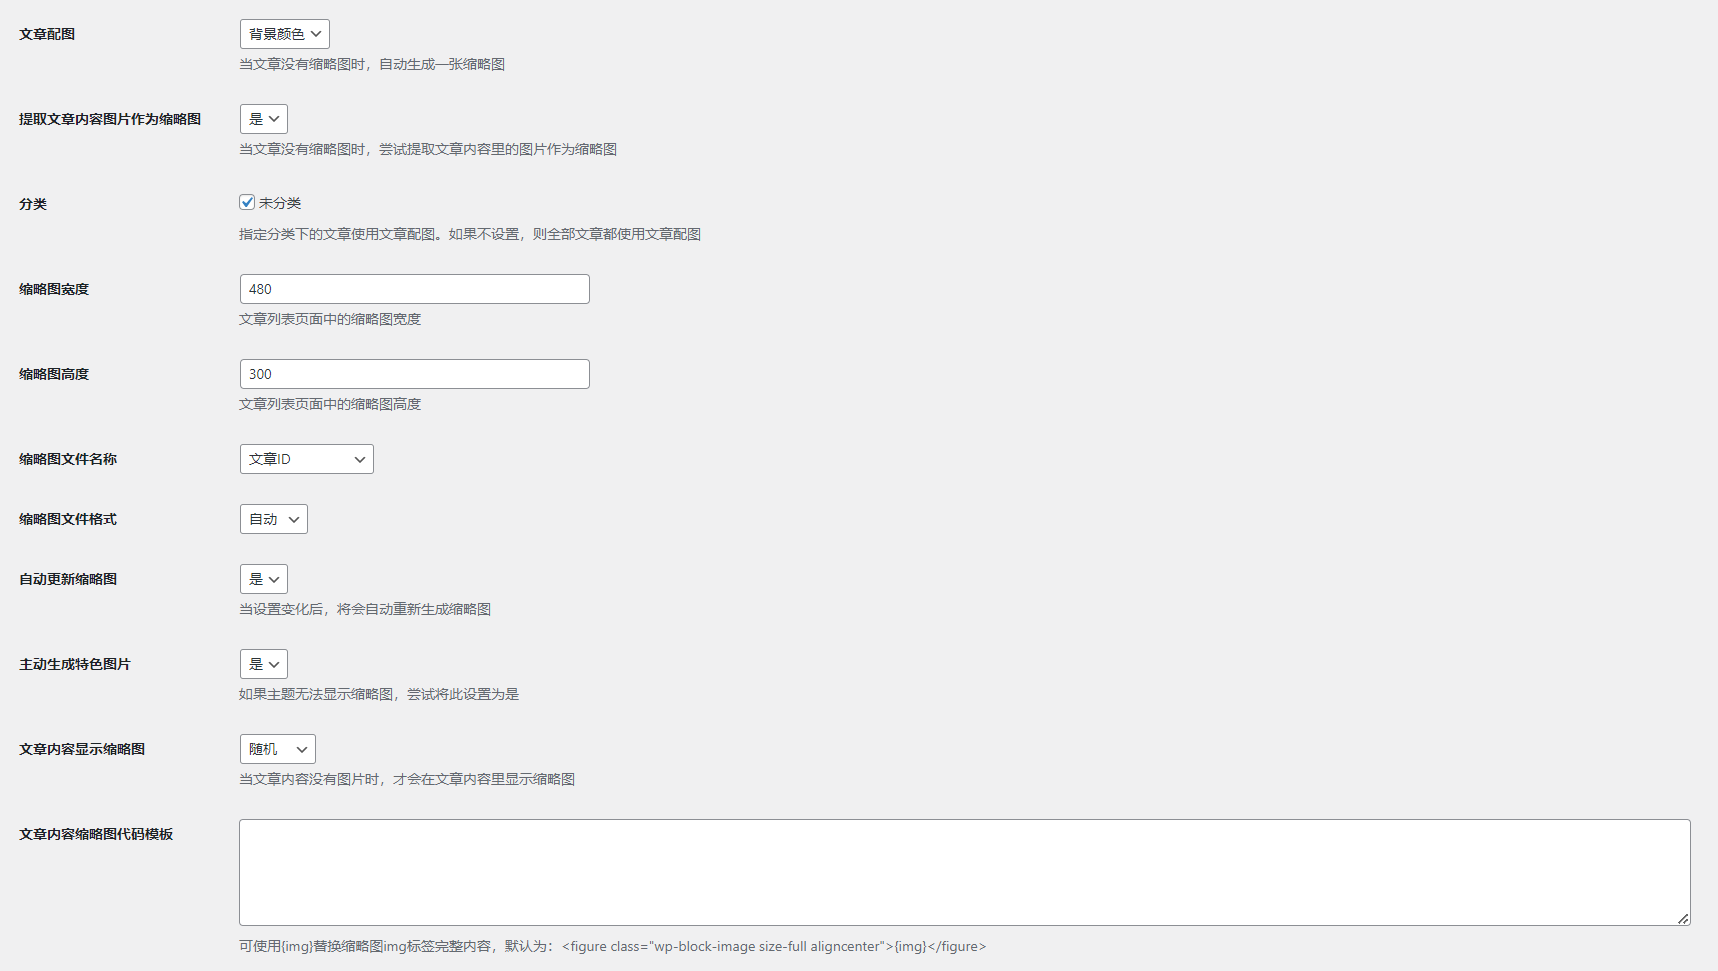 文章配图
背景颜色
当文章没有缩略图时，自动生成一张缩略图
提取文章内容图片作为缩略图
是
当文章没有缩略图时，尝试提取文章内容里的图片作为缩略图
分类
未分类
指定分类下的文章使用文章配图。如果不设置，则全部文章都使用文章配图
缩略图宽度
480
文章列表页面中的缩略图宽度
缩略图高度
300
文章列表页面中的缩略图高度
缩略图文件名称
文章ID
缩略图文件格式
自动
自动更新缩略图
是
当设置变化后，将会自动重新生成缩略图
主动生成特色图片
是
如果主题无法显示缩略图，尝试将此设置为是
文章内容显示缩略图
随机
当文章内容没有图片时，才会在文章内容里显示缩略图
文章内容缩略图代码模板
可使用{img}替换缩略图img标签完整内容，默认为：<figure class="wp-block-image size-full aligncenter">{img}</figure>